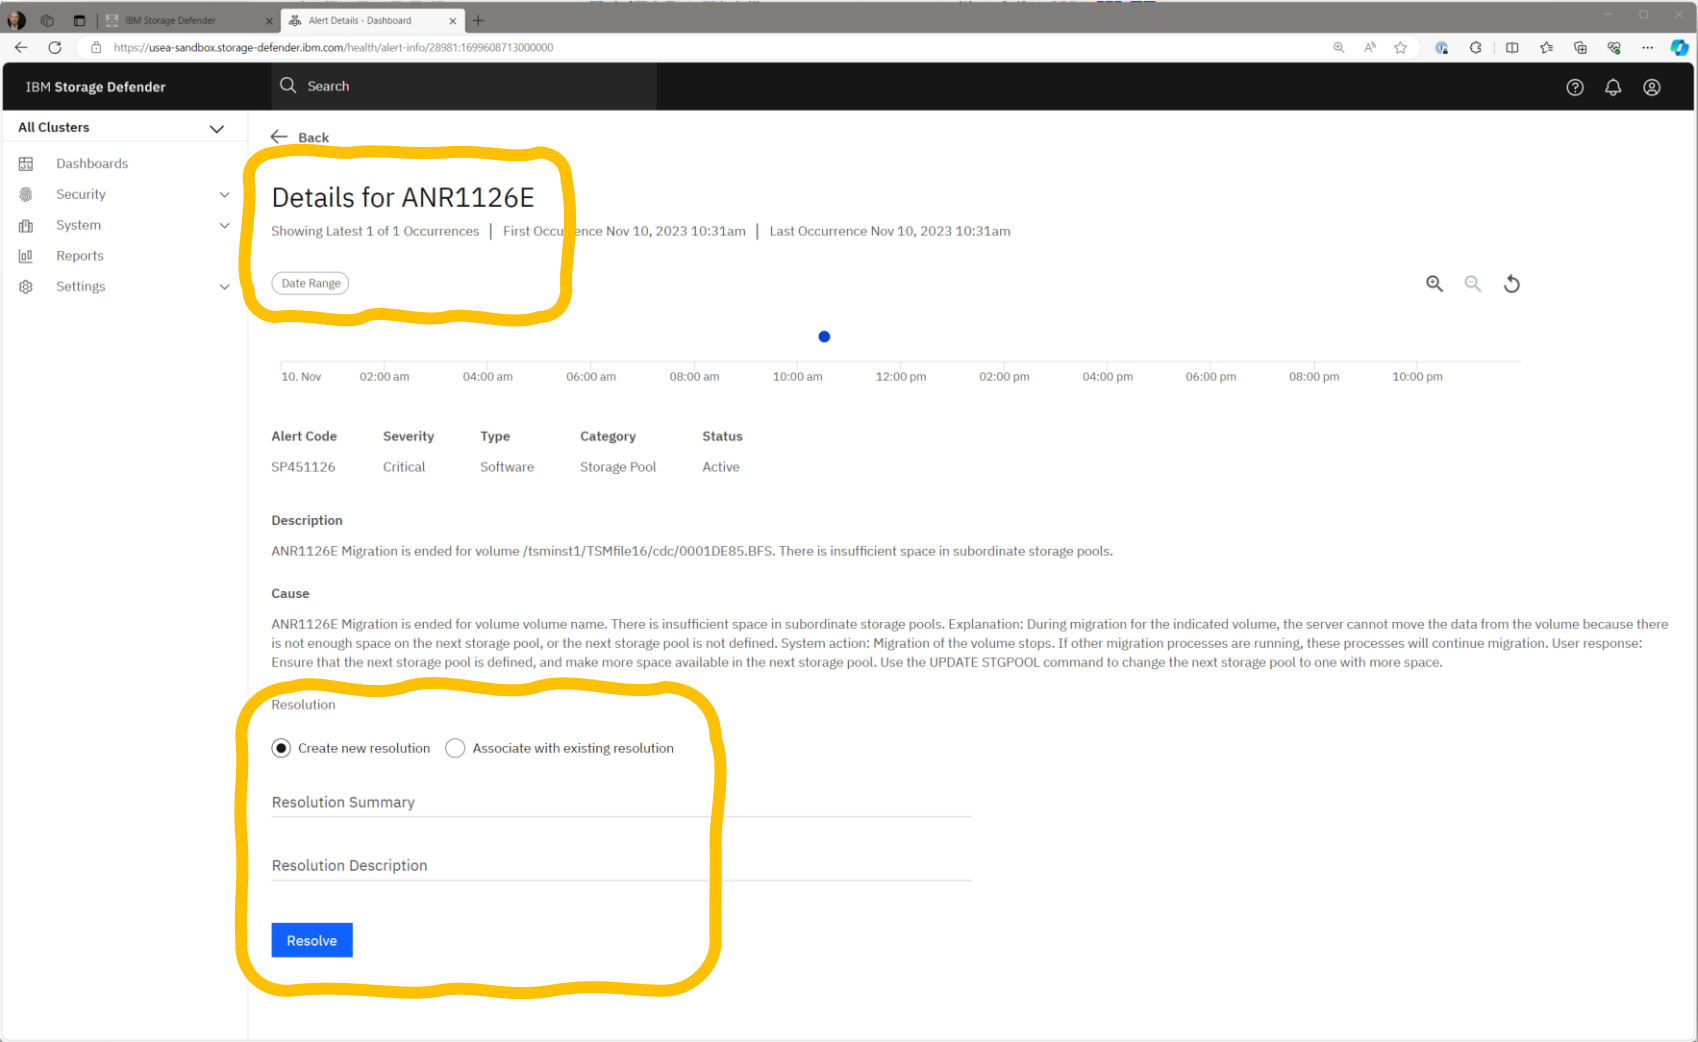 IBM Storage Defender
Alert Details - Dashboard
https://usea-sandbox.storage-defender.ibm.com/health/alert-info/28981:1699608713000000
IBM Storage Defender
Search
All Clusters
Dashboards
Security
System
Reports
Settings
Back
Details for ANR1126E
Showing Latest 1 of 1 Occurrences | First Occurrence Nov 10, 2023 10:31am | Last Occurrence Nov 10, 2023 10:31am
Date Range
10. Nov 02:00 am 04:00 am 06:00 am 08:00 am 10:00 am 12:00 pm 02:00 pm 04:00 pm 06:00 pm 08:00 pm 10:00 pm
Alert Code Severity Type Category Status
SP451126 Critical Software Storage Pool Active
Description
ANR1126E Migration is ended for volume /tsminst1/TSMfile16/cdc/0001DE85.BFS. There is insufficient space in subordinate storage pools.
Cause
ANR1126E Migration is ended for volume volume name. There is insufficient space in subordinate storage pools. Explanation: During migration for the indicated volume, the server cannot move the data from the volume because there
is not enough space on the next storage pool, or the next storage pool is not defined. System action: Migration of the volume stops. If other migration processes are running, these processes will continue migration. User response:
Ensure that the next storage pool is defined, and make more space available in the next storage pool. Use the UPDATE STGPOOL command to change the next storage pool to one with more space.
Resolution
Create new resolution Associate with existing resolution
Resolution Summary
Resolution Description
Resolve